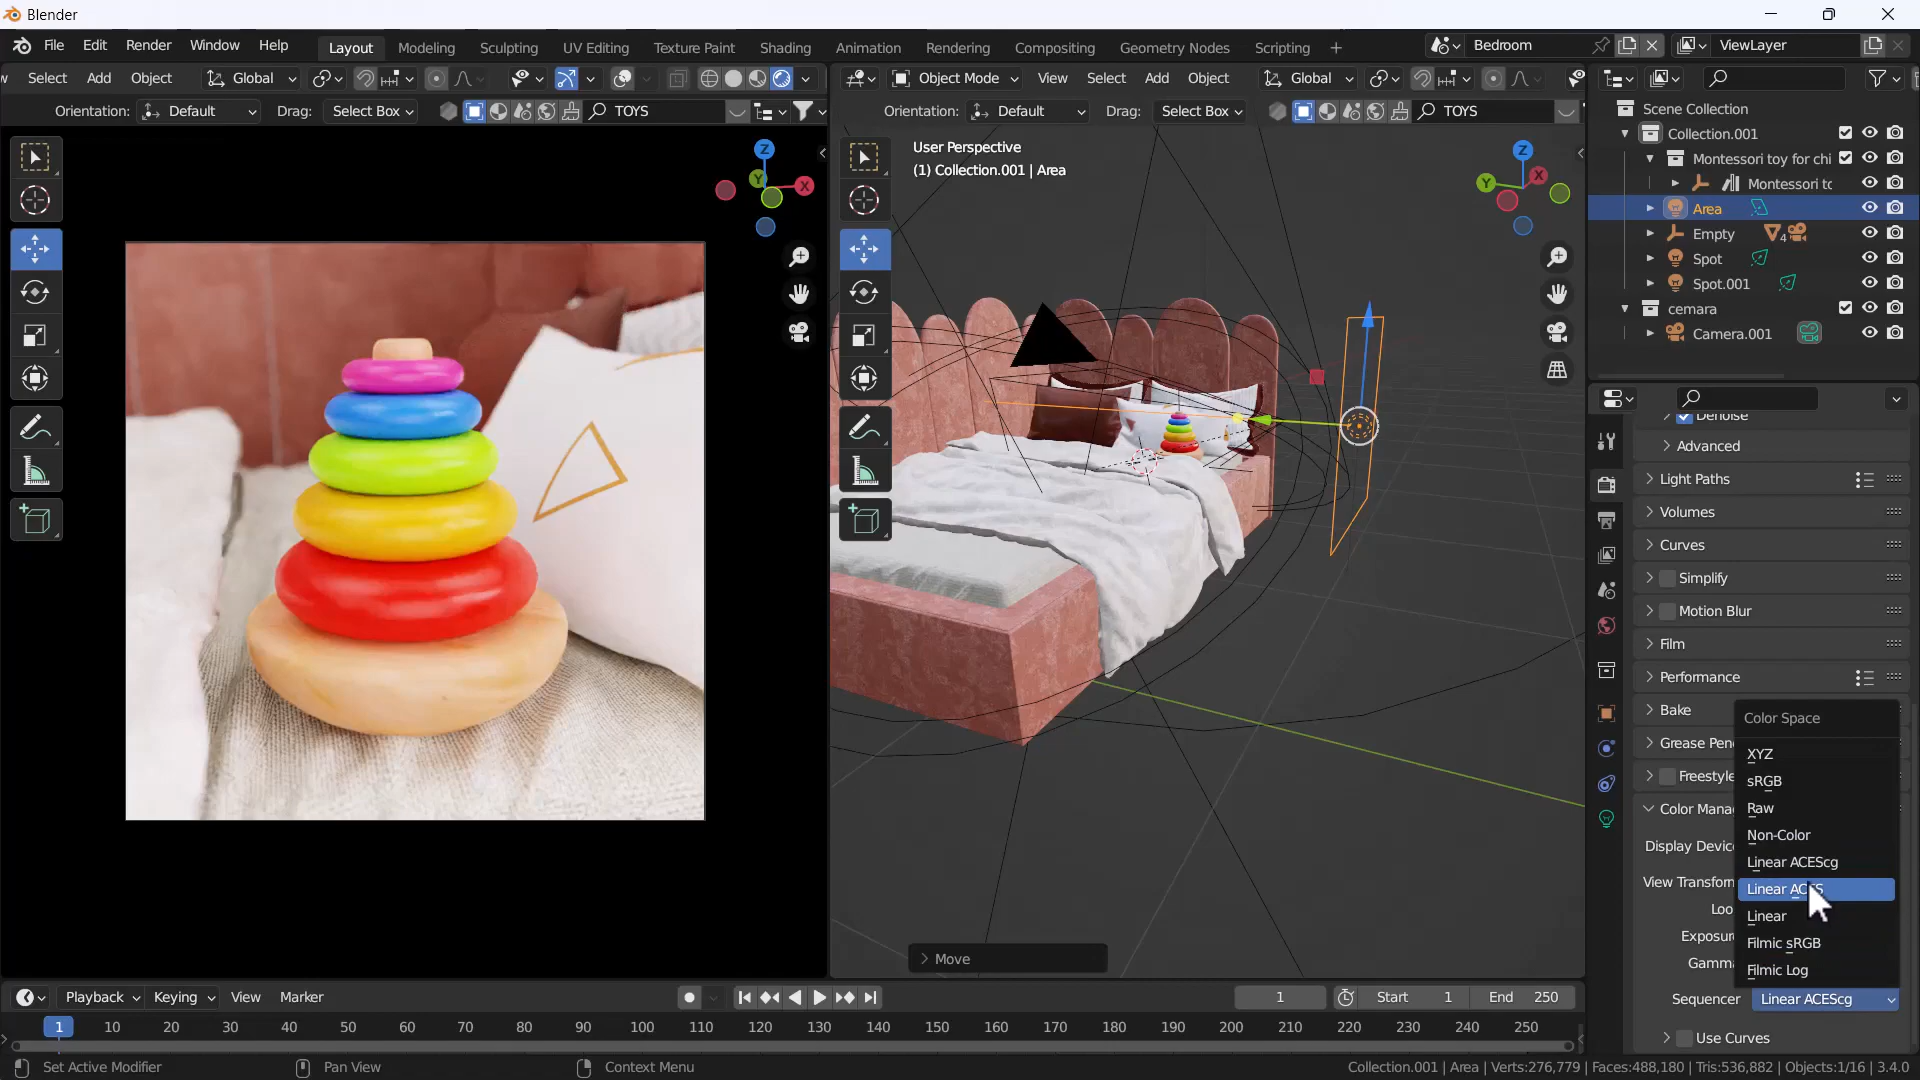 Blender
File Edit Render Window Help
Layout Modeling Sculpting UV Editing Texture Paint Shading Animation Rendering Compositing Geometry Nodes Scripting +
Bedroom
ViewLayer
Select Add Object Global
Object Mode View Select Add Object Global
Orientation: Default Drag: Select Box TOYS
Orientation: Default Drag: Select Box TOYS
User Perspective
(1) Collection.001 | Area
Z
Y
X
Z
Y
X
Scene Collection
Collection.001
Montessori toy for chi
Montessori tc
Area
Empty 4
Spot
Spot.001
cemara
Camera.001
Denoise
Advanced
Light Paths
Volumes
Curves
Simplify
Motion Blur
Film
Performance
Bake
Grease Pen
Freestyle
Color Mana
Display Device
View Transforn
Loo
Exposur
Gamm
Color Space
XYZ
sRGB
Raw
Non-Color
Linear ACEScg
Linear ACES
Linear
Filmic sRGB
Filmic Log
Sequencer Linear ACEScg
Use Curves
Move
Playback Keying View Marker
1 Start 1 End 250
1 10 20 30 40 50 60 70 80 90 100 110 120 130 140 150 160 170 180 190 200 210 220 230 240 250
Set Active Modifier Pan View Context Menu
Collection.001 | Area | Verts:276,779 | Faces:488,180 | Tris:536,882 | Objects:1/16 | 3.4.0